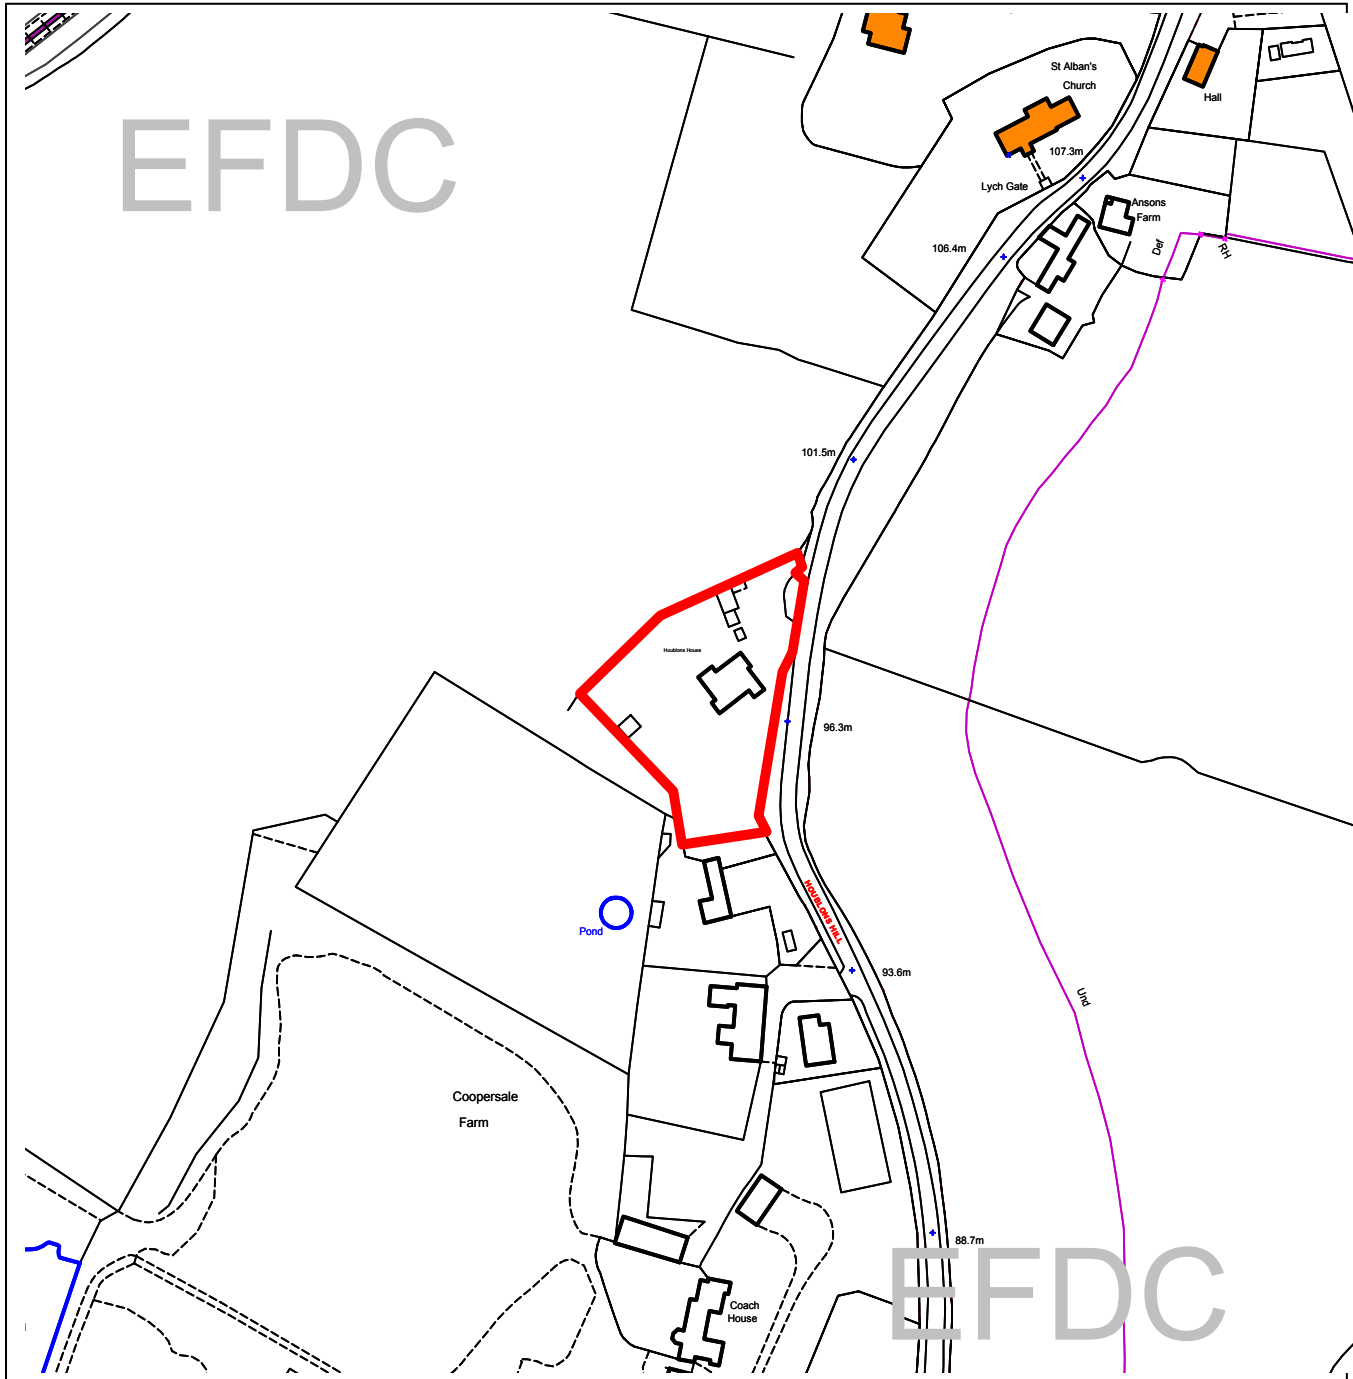 EFDC
St Alban's
Church
Hall
107.3m
Lych Gate
Ansons
Farm
106.4m
Def
RH
101.5m
Houblons House
96.3m
HOUBLONS HILL
Pond
93.6m
Und
Coopersale
Farm
88.7m
EFDC
Coach
House